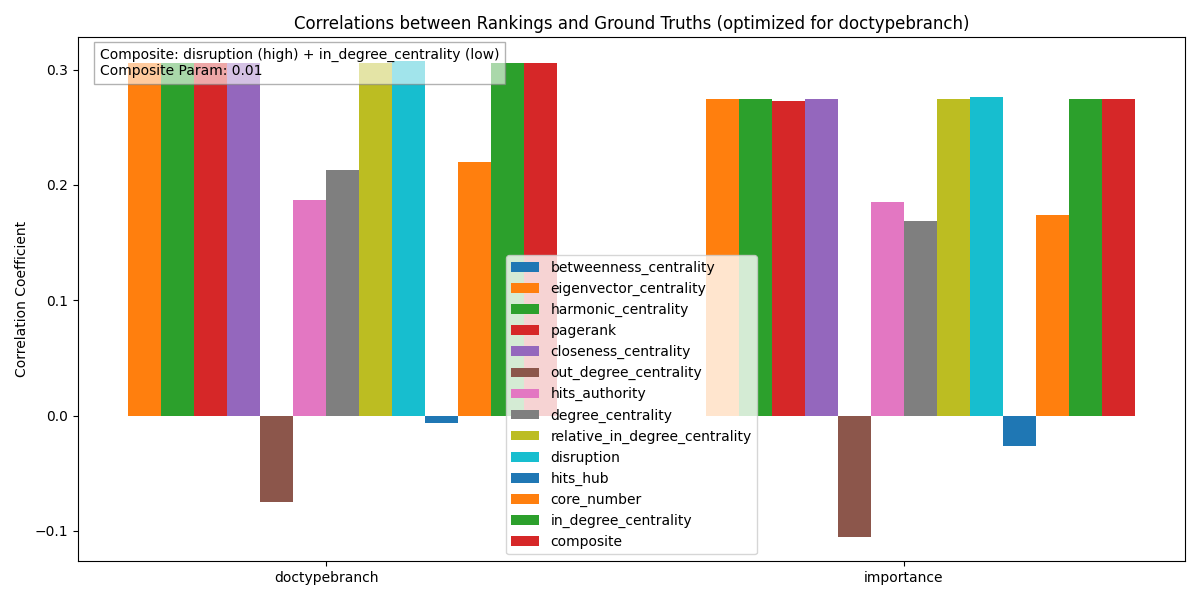 Correlations between Rankings and Ground Truths (optimized for doctypebranch)
Composite: disruption (high) + in_degree_centrality (low)
Composite Param: 0.01
Correlation Coefficient
0.3
0.2
0.1
0.0
−0.1
betweenness_centrality
eigenvector_centrality
harmonic_centrality
pagerank
closeness_centrality
out_degree_centrality
hits_authority
degree_centrality
relative_in_degree_centrality
disruption
hits_hub
core_number
in_degree_centrality
composite
doctypebranch
importance